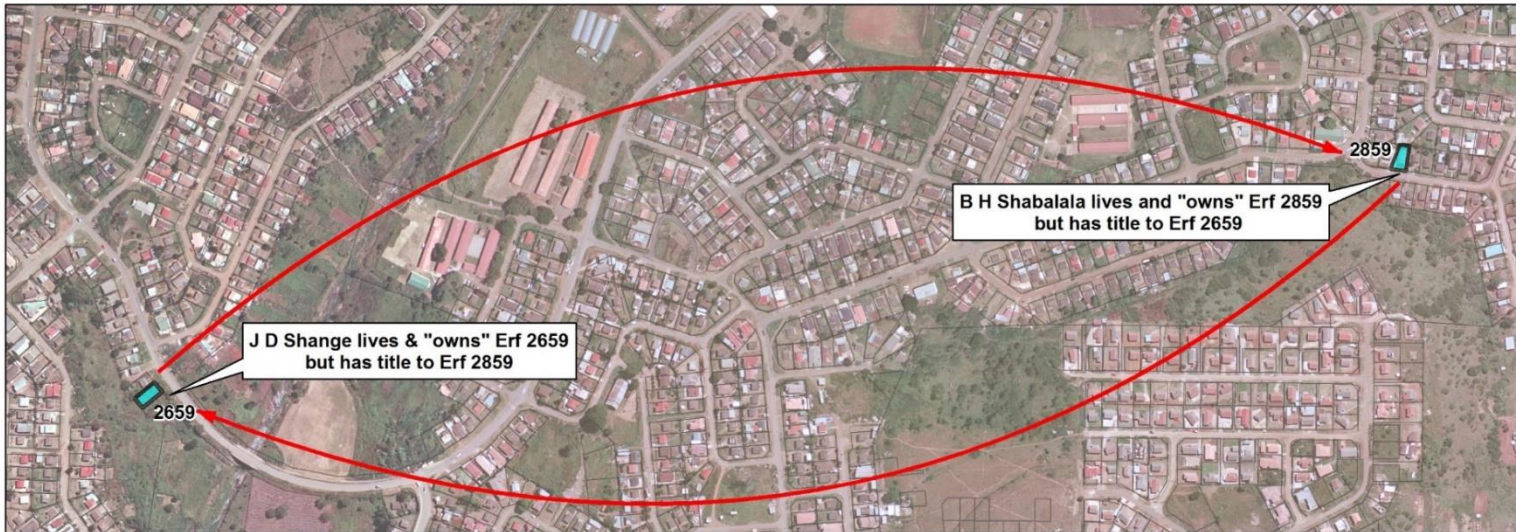 2859
B H Shabalala lives and "owns" Erf 2859
but has title to Erf 2659
J D Shange lives & "owns" Erf 2659
but has title to Erf 2859
2659